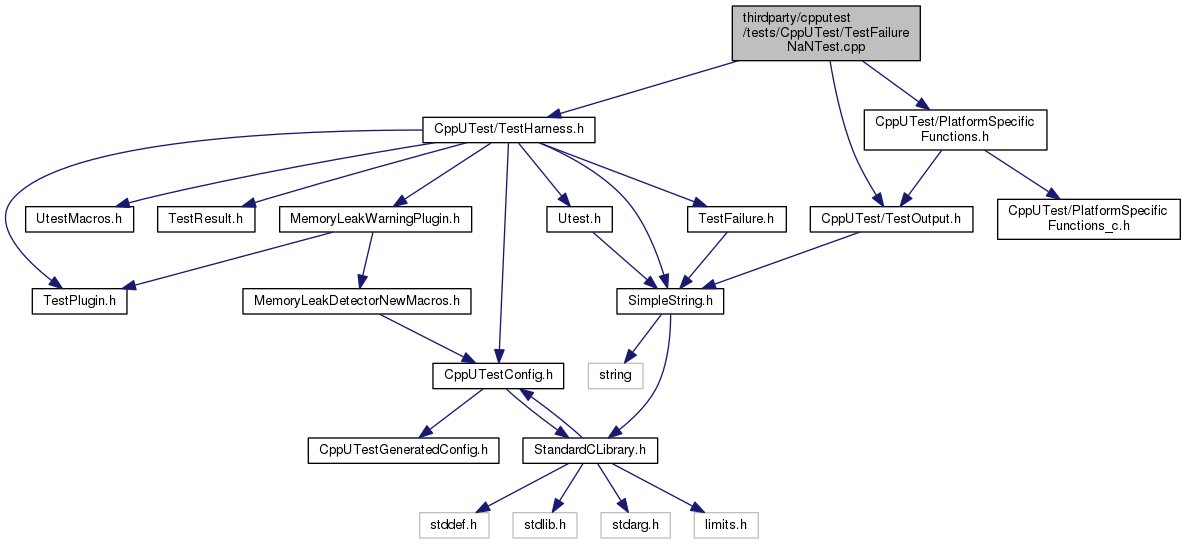 thirdparty/cpputest
/tests/CppUTest/TestFailure
NaNTest.cpp
CppUTest/TestHarness.h
CppUTest/PlatformSpecific
Functions.h
UtestMacros.h
TestResult.h
MemoryLeakWarningPlugin.h
Utest.h
TestFailure.h
CppUTest/TestOutput.h
CppUTest/PlatformSpecific
Functions_c.h
TestPlugin.h
MemoryLeakDetectorNewMacros.h
SimpleString.h
CppUTestConfig.h
string
CppUTestGeneratedConfig.h
StandardCLibrary.h
stddef.h
stdlib.h
stdarg.h
limits.h